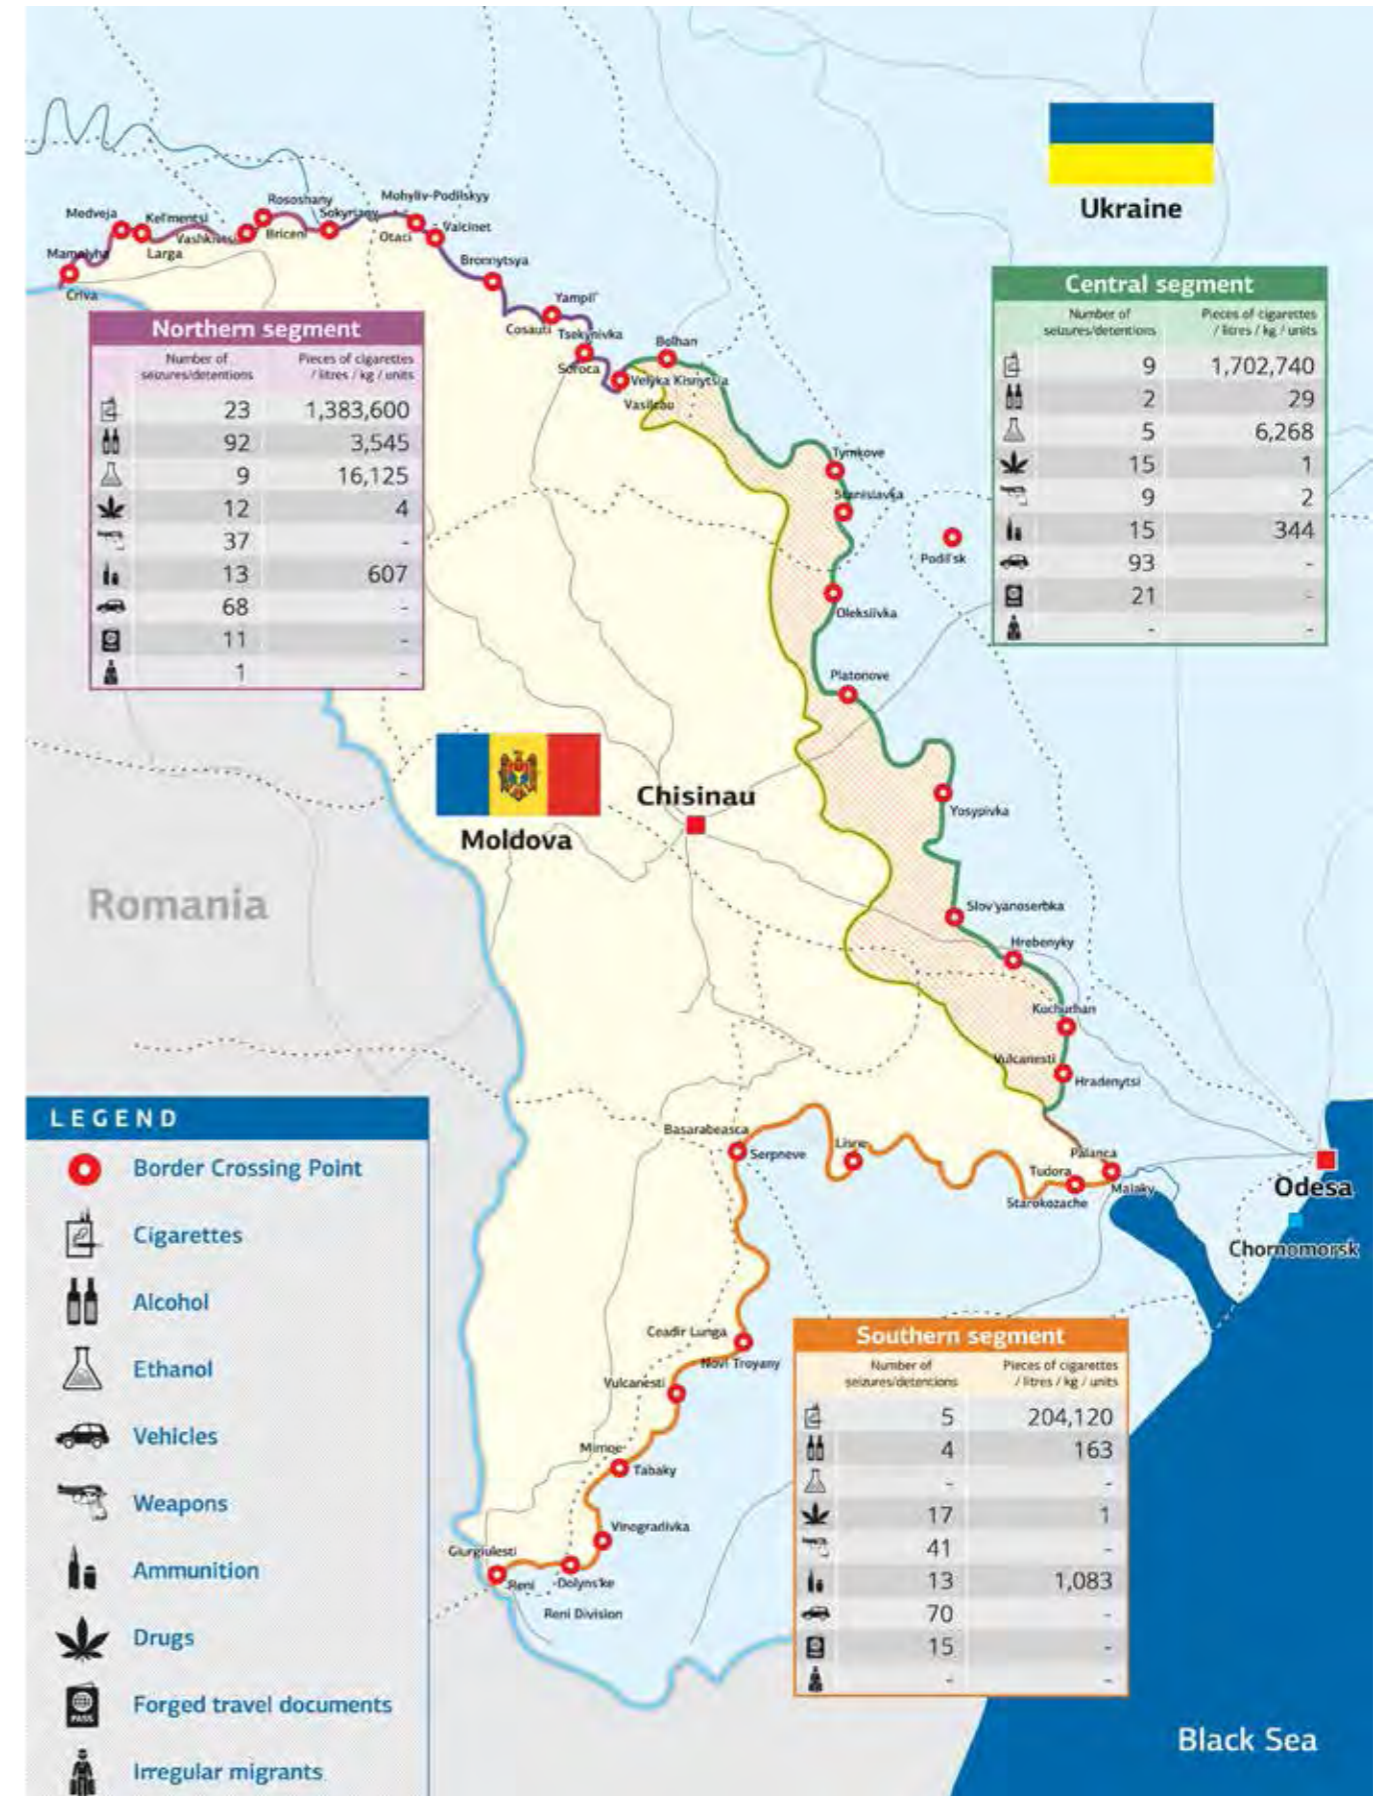 Ukraine
Medveja
Kel'mentsi
Rososhany
Sokyriany
Mohyliv-Podilskyy
Vashkivtsi
Briceni
Otaci
Valcinet
Mamalyha
Larga
Bronnytsya
Criva
Yampil'
Cosauti
Tsekynivka
Soroca
Bolhan
Velyka Kisnytsia
Vasilcau
Northern segment
Number of seizures/detentions
Pieces of cigarettes / litres / kg / units
23 1,383,600
92 3,545
9 16,125
12 4
37 -
13 607
68 -
11 -
1 -
Central segment
Number of seizures/detentions
Pieces of cigarettes / litres / kg / units
9 1,702,740
2 29
5 6,268
15 1
9 2
15 344
93 -
21 -
- -
Tymkove
Stanislavka
Podil'sk
Oleksiivka
Platonove
Moldova
Chisinau
Yosypivka
Romania
Slov'yanoserbka
Hrebenyky
Kuchurhan
Vulcanesti
Hradenytsi
Basarabeasca
Serpneve
Lisne
Palanca
Tudora
Maiaky
Starokozache
Odesa
Chornomorsk
Ceadir Lunga
Novi Troyany
Vulcanesti
Tabaky
Vinogradivka
Giurgiulesti
Reni
Dolyns'ke
Reni Division
Southern segment
Number of seizures/detentions
Pieces of cigarettes / litres / kg / units
5 204,120
4 163
- -
17 1
41 -
13 1,083
70 -
15 -
- -
LEGEND
Border Crossing Point
Cigarettes
Alcohol
Ethanol
Vehicles
Weapons
Ammunition
Drugs
PASS
Forged travel documents
Irregular migrants
Black Sea